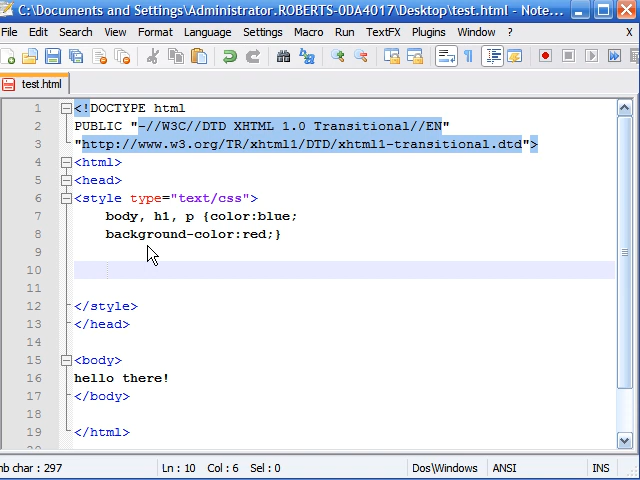 C:\Documents and Settings\Administrator.ROBERTS-0DA4017\Desktop\test.html - Note...
File Edit Search View Format Language Settings Macro Run TextFX Plugins Window ? X
test.html
1 <!DOCTYPE html
2 PUBLIC "-//W3C//DTD XHTML 1.0 Transitional//EN"
3 "http://www.w3.org/TR/xhtml1/DTD/xhtml1-transitional.dtd">
4 <html>
5 <head>
6 <style type="text/css">
7 body, h1, p {color:blue;
8 background-color:red;}
9
10
11
12 </style>
13 </head>
14
15 <body>
16 hello there!
17 </body>
18
19 </html>
20
nb char : 297 Ln : 10 Col : 6 Sel : 0 Dos\Windows ANSI INS